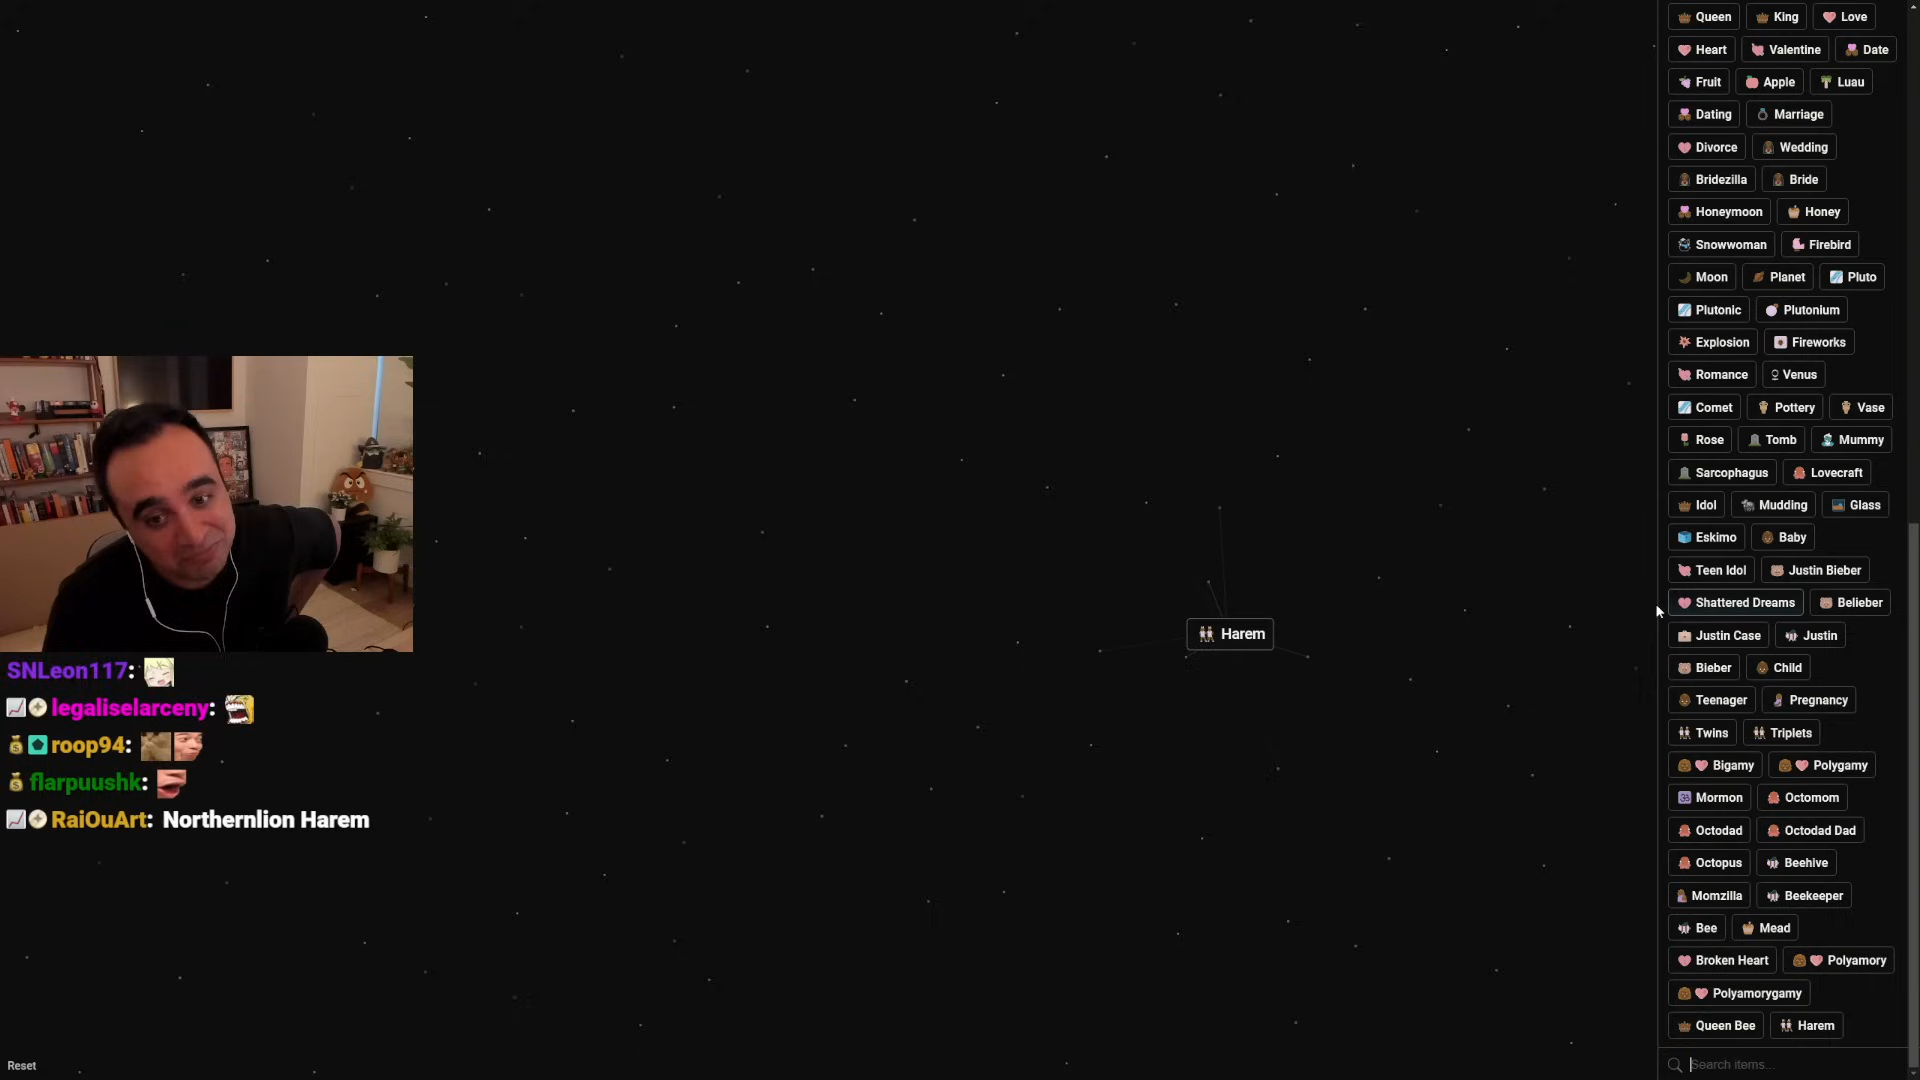 Queen King Love
Heart Valentine Date
Fruit Apple Luau
Dating Marriage
Divorce Wedding
Bridezilla Bride
Honeymoon Honey
Snowwoman Firebird
Moon Planet Pluto
Plutonic Plutonium
Explosion Fireworks
Romance Venus
Comet Pottery Vase
Rose Tomb Mummy
Sarcophagus Lovecraft
Idol Mudding Glass
Eskimo Baby
Teen Idol Justin Bieber
Shattered Dreams Belieber
Justin Case Justin
Bieber Child
Teenager Pregnancy
Twins Triplets
Bigamy Polygamy
Mormon Octomom
Octodad Octodad Dad
Octopus Beehive
Momzilla Beekeeper
Bee Mead
Broken Heart Polyamory
Polyamorygamy
Queen Bee Harem
Search items...
Harem
SNLeon117:
legaliselarceny:
roop94:
flarpuushk:
RaiOuArt: Northernlion Harem
Reset